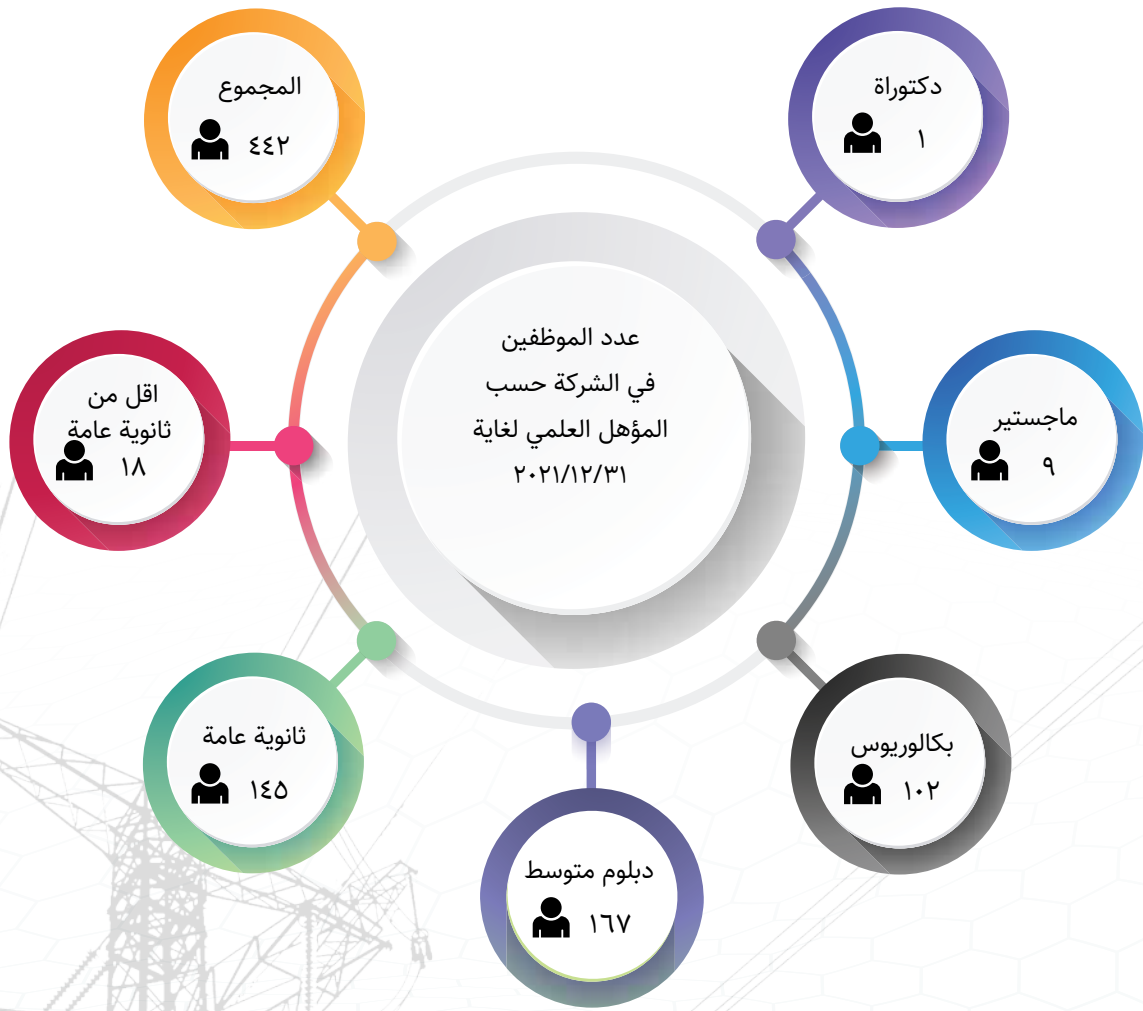 عدد الموظفين
في الشركة حسب
المؤهل العلمي لغاية
٢٠٢١/١٢/٣١
دكتوراة
١
ماجستير
٩
بكالوريوس
١٠٢
دبلوم متوسط
١٦٧
ثانوية عامة
١٤٥
اقل من
ثانوية عامة
١٨
المجموع
٤٤٢